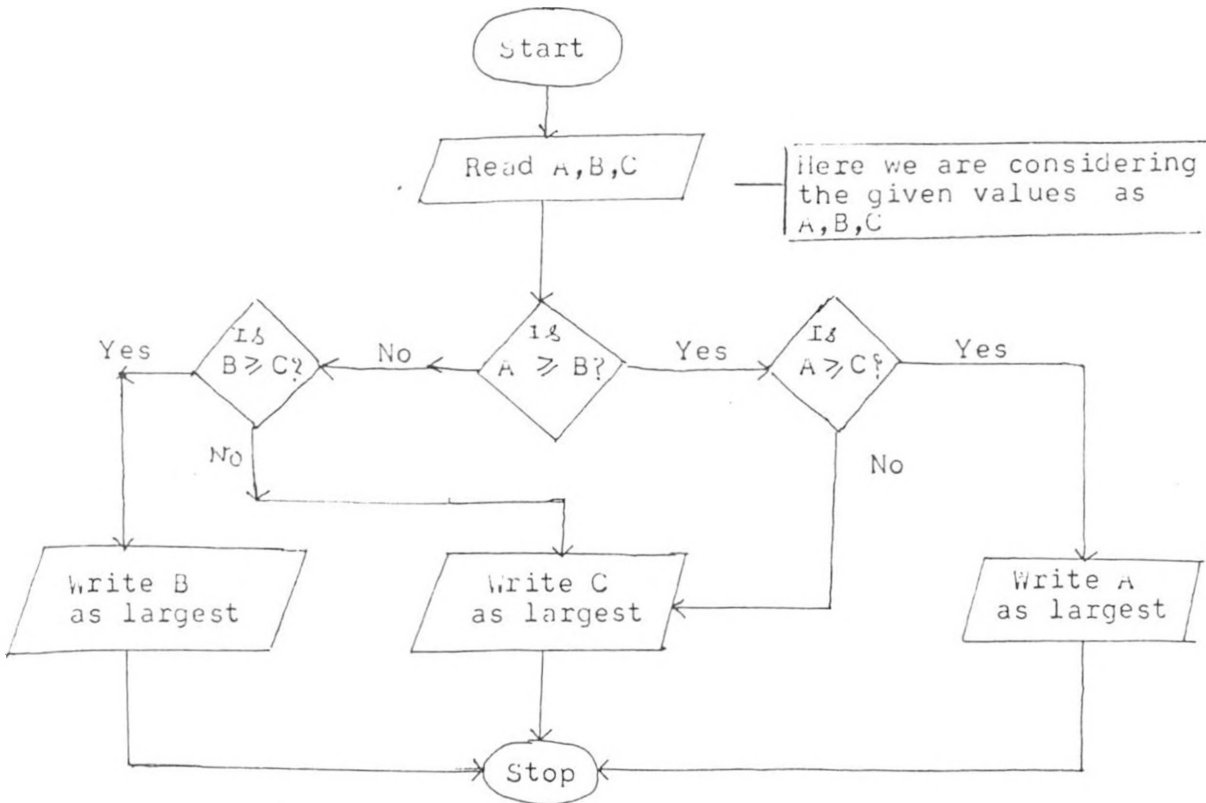 Start
Read A,B,C
Here we are considering
the given values as
A,B,C
Is
B ≥ C?
Is
A ≥ B?
Is
A ≥ C?
Yes
No
Yes
Yes
No
No
Write B
as largest
Write C
as largest
Write A
as largest
Stop